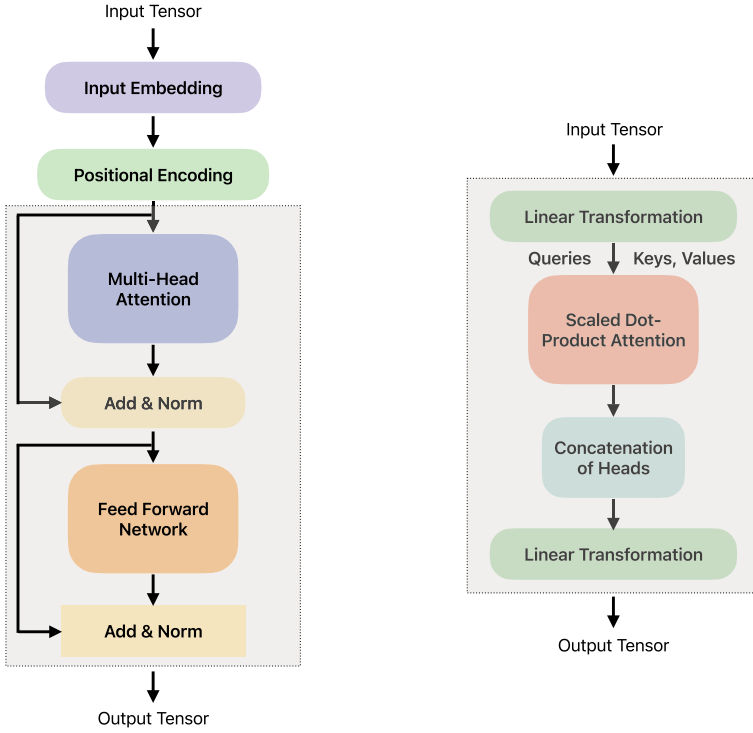 Input Tensor
Input Embedding
Positional Encoding
Multi-Head
Attention
Add & Norm
Feed Forward
Network
Add & Norm
Output Tensor
Input Tensor
Linear Transformation
Queries
Keys, Values
Scaled Dot-
Product Attention
Concatenation
of Heads
Linear Transformation
Output Tensor